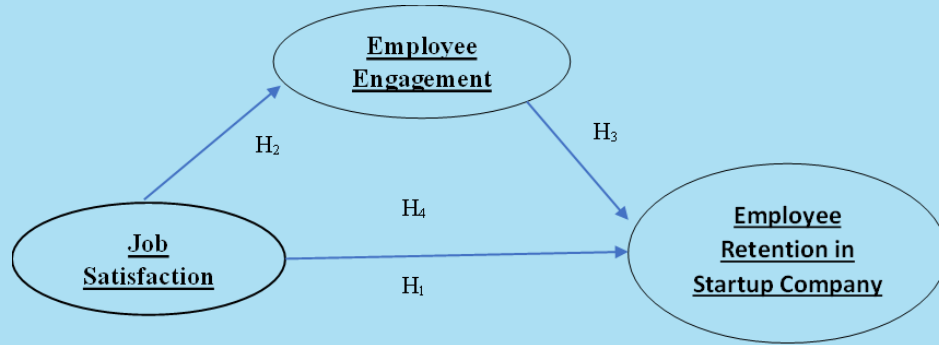 Employee
Engagement
H₂
H₃
H₄
Job
Satisfaction
H₁
Employee
Retention in
Startup Company